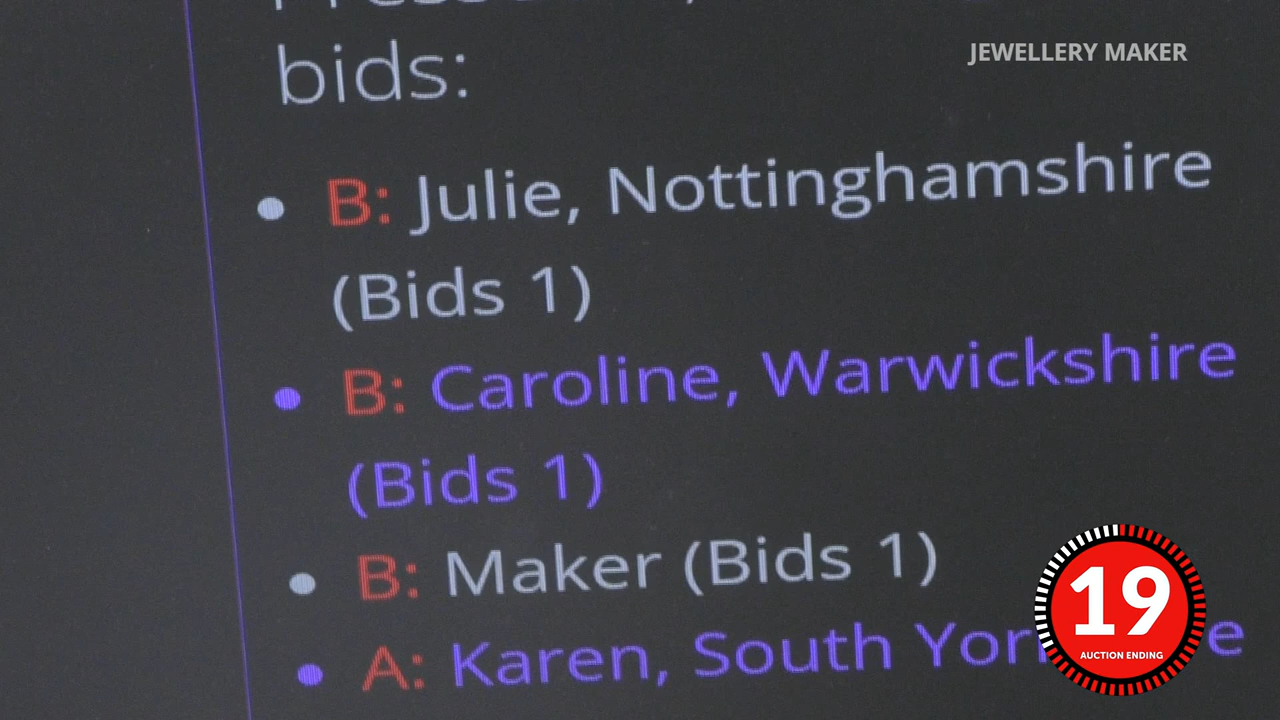 bids:
JEWELLERY MAKER
B: Julie, Nottinghamshire
(Bids 1)
B: Caroline, Warwickshire
(Bids 1)
B: Maker (Bids 1)
A: Karen, South
19
AUCTION ENDING